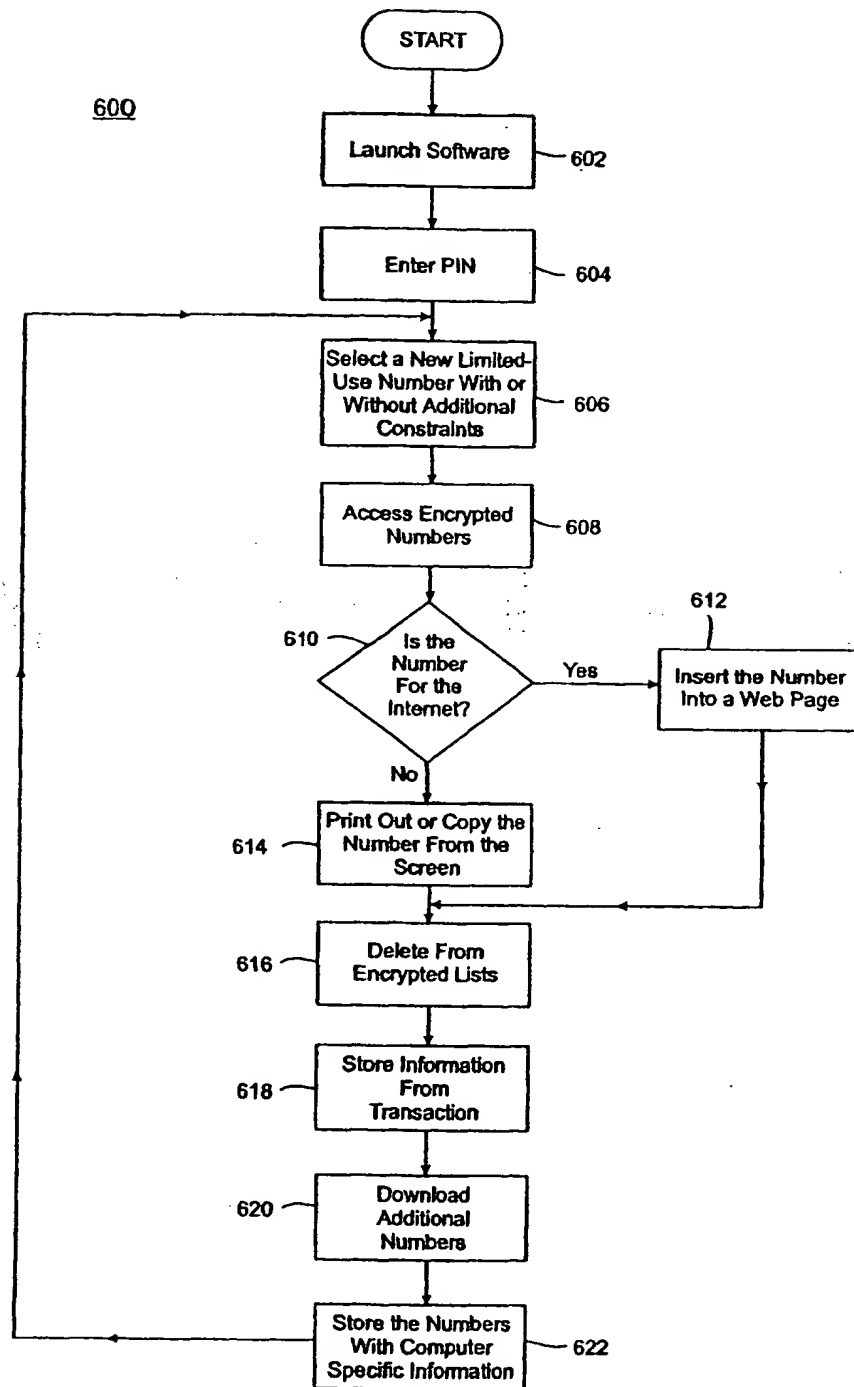 START
600
Launch Software
602
Enter PIN
604
Select a New Limited-
Use Number With or
Without Additional
Constraints
606
Access Encrypted
Numbers
608
610
Is the
Number
For the
Internet?
Yes
612
Insert the Number
Into a Web Page
No
614
Print Out or Copy the
Number From the
Screen
616
Delete From
Encrypted Lists
618
Store Information
From
Transaction
620
Download
Additional
Numbers
Store the Numbers
With Computer
Specific Information
622